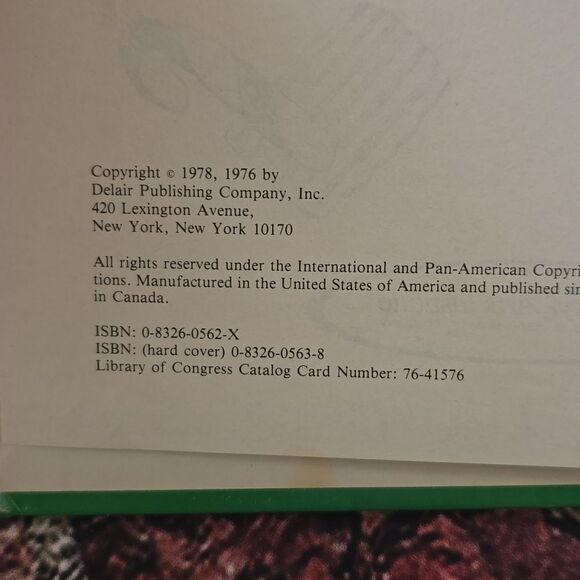 Copyright © 1978, 1976 by
Delair Publishing Company, Inc.
420 Lexington Avenue,
New York, New York 10170
All rights reserved under the International and Pan-American Copyri
tions. Manufactured in the United States of America and published sim
in Canada.
ISBN: 0-8326-0562-X
ISBN: (hard cover) 0-8326-0563-8
Library of Congress Catalog Card Number: 76-41576